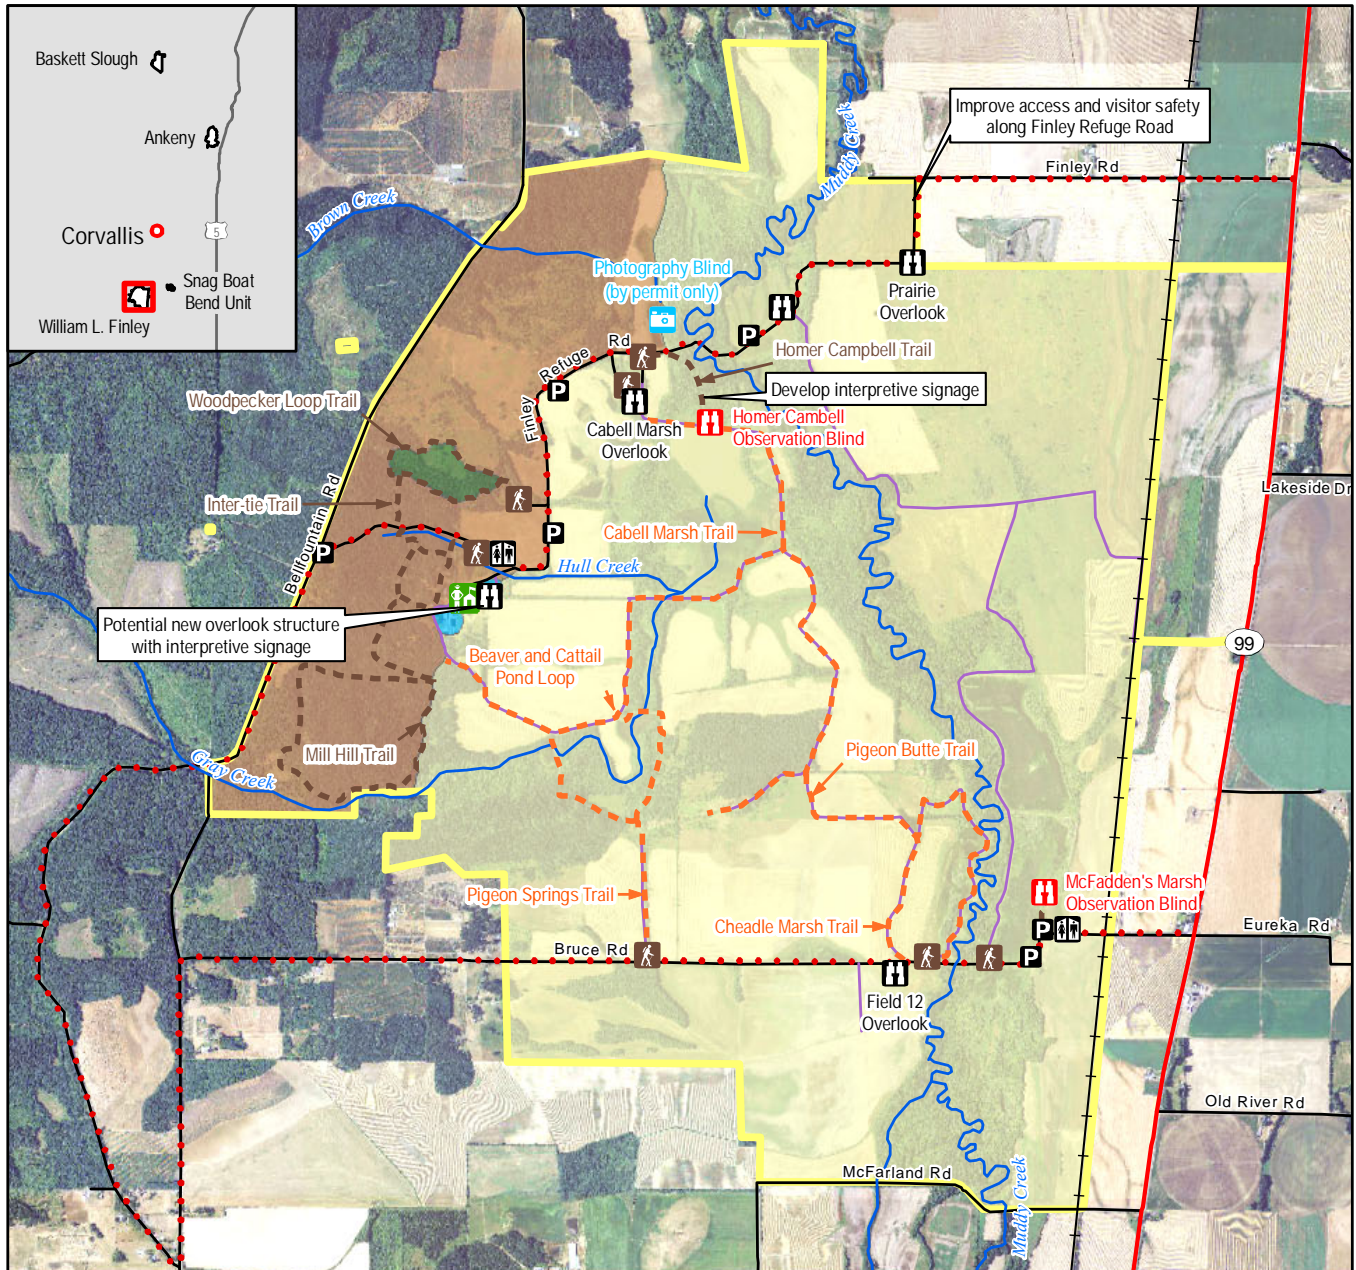 Baskett Slough
Ankeny
Corvallis
5
Snag Boat
Bend Unit
William L. Finley
Improve access and visitor safety
along Finley Refuge Road
Finley Rd
Muddy Creek
Brown Creek
Photography Blind
(by permit only)
Prairie
Overlook
P
Refuge
Rd
Homer Campbell Trail
P
Develop interpretive signage
Woodpecker Loop Trail
Finley
Cabell Marsh
Overlook
Homer Cambell
Observation Blind
Bellfountain Rd
Inter-tie Trail
Lakeside Dr
Cabell Marsh Trail
P
P
Hull Creek
Potential new overlook structure
with interpretive signage
99
Beaver and Cattail
Pond Loop
Mill Hill Trail
Pigeon Butte Trail
Gray Creek
Pigeon Springs Trail
McFadden's Marsh
Observation Blind
Cheadle Marsh Trail
P
Eureka Rd
Bruce Rd
P
Field 12
Overlook
Old River Rd
McFarland Rd
Muddy Creek